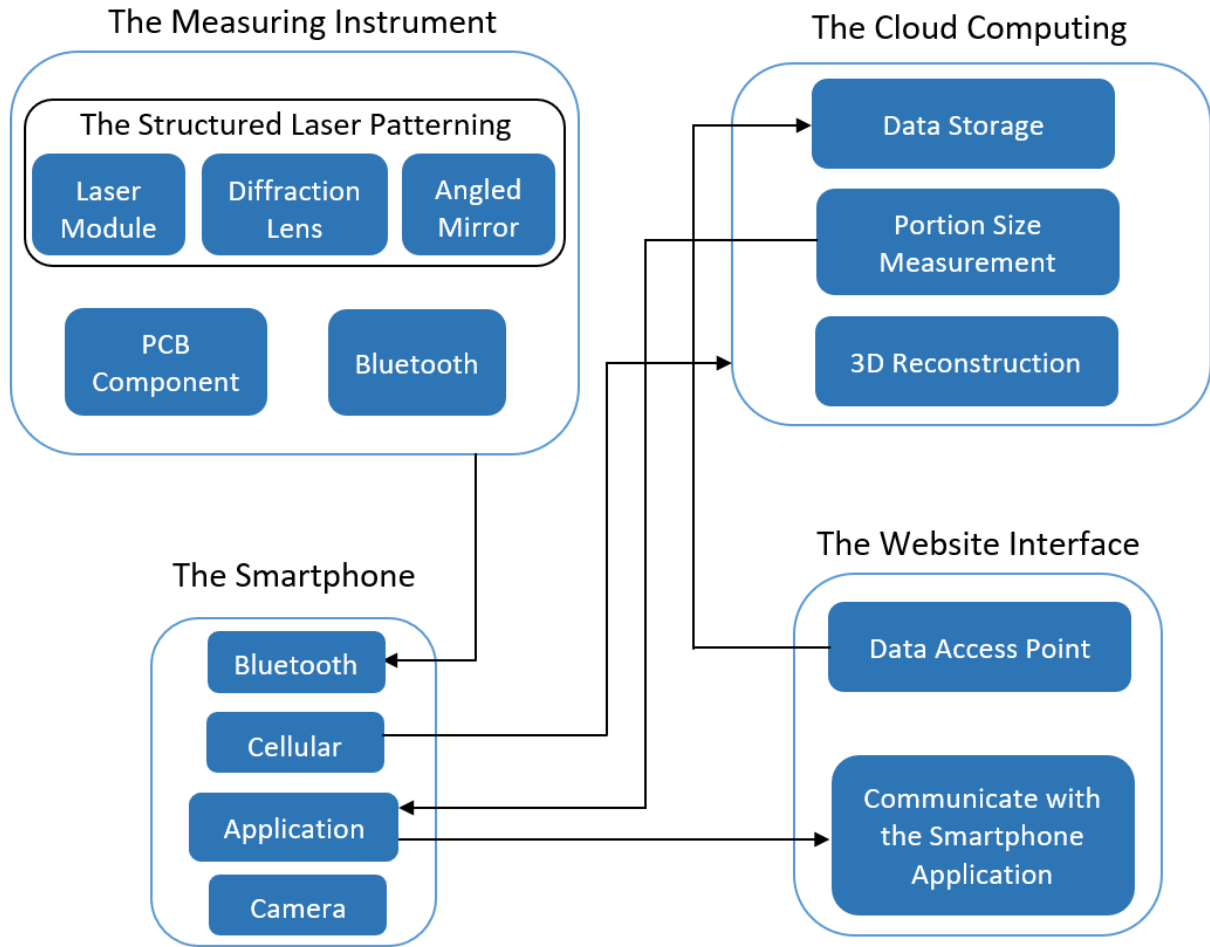 The Measuring Instrument
The Structured Laser Patterning
Laser
Module
Diffraction
Lens
Angled
Mirror
PCB
Component
Bluetooth
The Cloud Computing
Data Storage
Portion Size
Measurement
3D Reconstruction
The Smartphone
Bluetooth
Cellular
Application
Camera
The Website Interface
Data Access Point
Communicate with
the Smartphone
Application